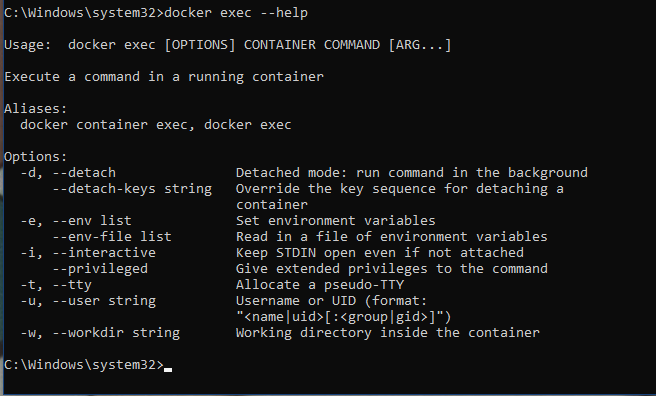 C:\Windows\system32>docker exec --help
Usage:  docker exec [OPTIONS] CONTAINER COMMAND [ARG...]
Execute a command in a running container
Aliases:
  docker container exec, docker exec
Options:
  -d, --detach               Detached mode: run command in the background
      --detach-keys string   Override the key sequence for detaching a
                             container
  -e, --env list             Set environment variables
      --env-file list        Read in a file of environment variables
  -i, --interactive          Keep STDIN open even if not attached
      --privileged           Give extended privileges to the command
  -t, --tty                  Allocate a pseudo-TTY
  -u, --user string          Username or UID (format:
                             "<name|uid>[:<group|gid>]")
  -w, --workdir string       Working directory inside the container
C:\Windows\system32>